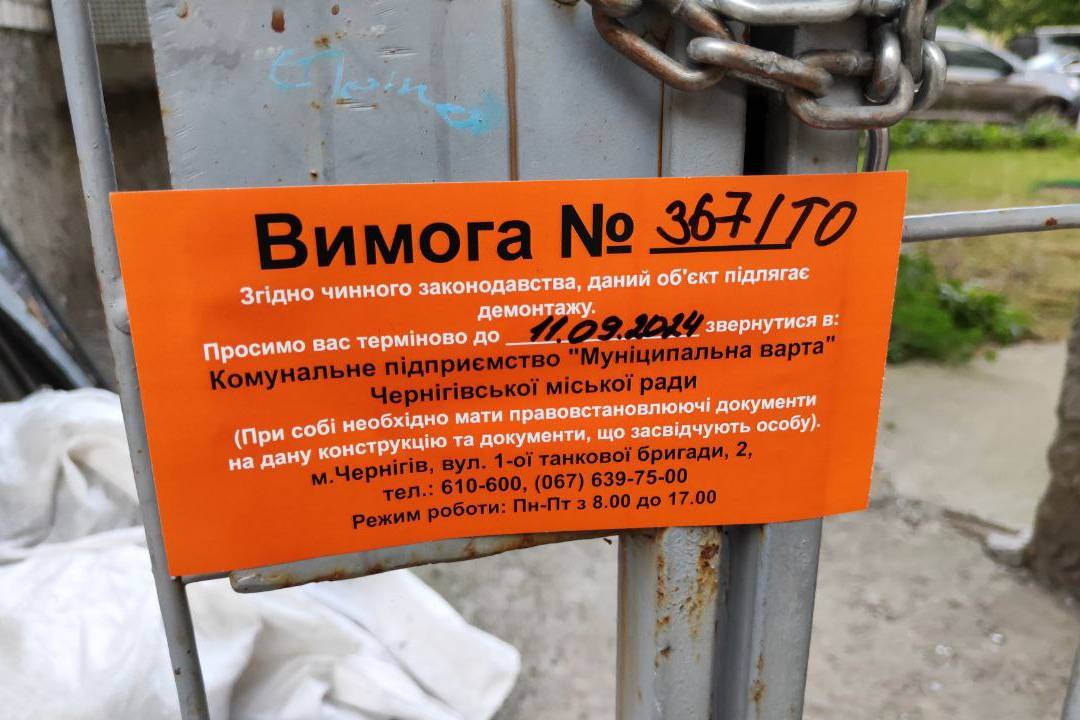 Вимога № 367/ТО
Згідно чинного законодавства, даний об'єкт підлягає
демонтажу.
Просимо вас терміново до 11.09.2024 звернутися в:
Комунальне підприємство "Муніципальна варта"
Чернігівської міської ради
(При собі необхідно мати правовстановлюючі документи
на дану конструкцію та документи, що засвідчують особу).
м.Чернігів, вул. 1-ої танкової бригади, 2,
тел.: 610-600, (067) 639-75-00
Режим роботи: Пн-Пт з 8.00 до 17.00